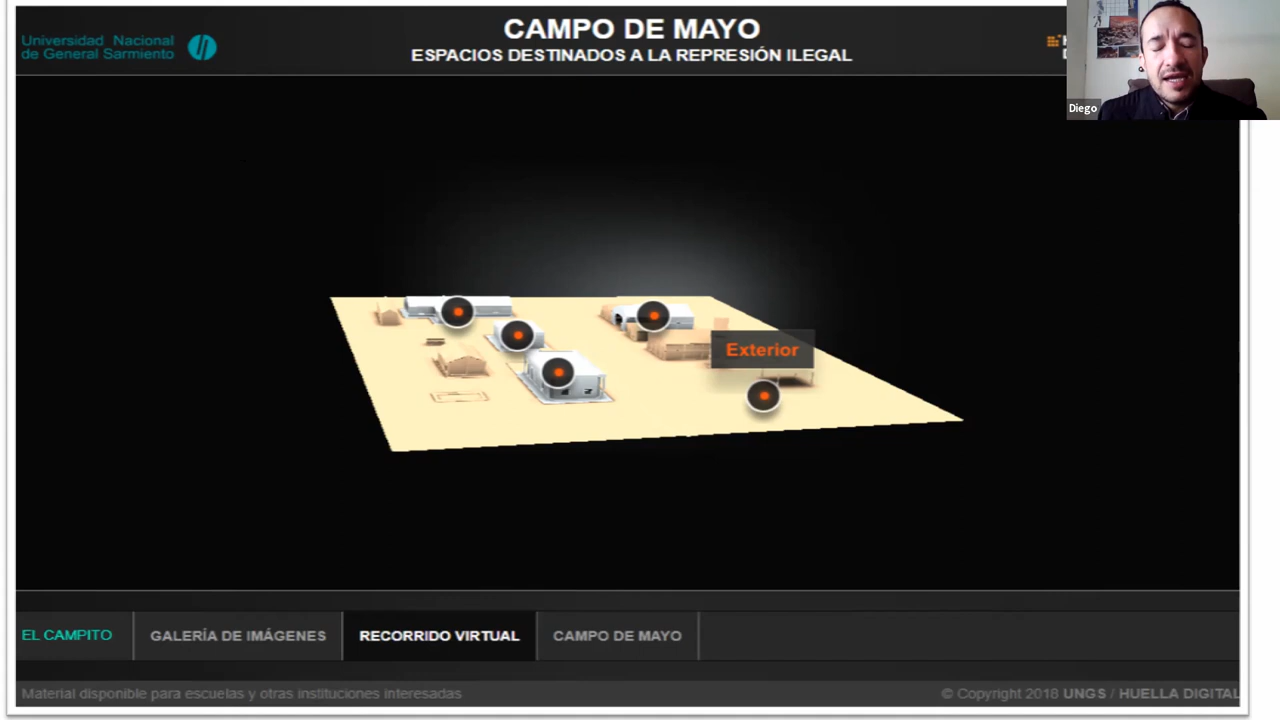 Universidad Nacional
de General Sarmiento
CAMPO DE MAYO
ESPACIOS DESTINADOS A LA REPRESIÓN ILEGAL
Diego
Exterior
EL CAMPITO
GALERÍA DE IMÁGENES
RECORRIDO VIRTUAL
CAMPO DE MAYO
Material disponible para escuelas y otras instituciones interesadas
© Copyright 2018 UNGS / HUELLA DIGITAL